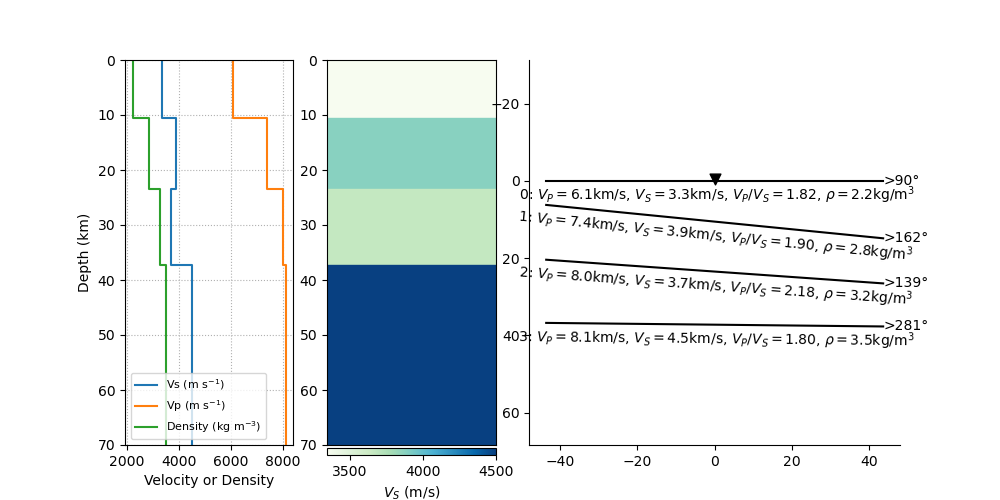 0
10
20
30
40
50
60
70
Depth (km)
2000 4000 6000 8000
Velocity or Density
Vs (m s⁻¹)
Vp (m s⁻¹)
Density (kg m⁻³)
0
10
20
30
40
50
60
70
3500 4000 4500
V_S (m/s)
−20
0
20
40
60
−40 −20 0 20 40
>90°
0: V_P = 6.1km/s, V_S = 3.3km/s, V_P/V_S = 1.82, ρ = 2.2kg/m³
>162°
1: V_P = 7.4km/s, V_S = 3.9km/s, V_P/V_S = 1.90, ρ = 2.8kg/m³
>139°
2: V_P = 8.0km/s, V_S = 3.7km/s, V_P/V_S = 2.18, ρ = 3.2kg/m³
>281°
3: V_P = 8.1km/s, V_S = 4.5km/s, V_P/V_S = 1.80, ρ = 3.5kg/m³